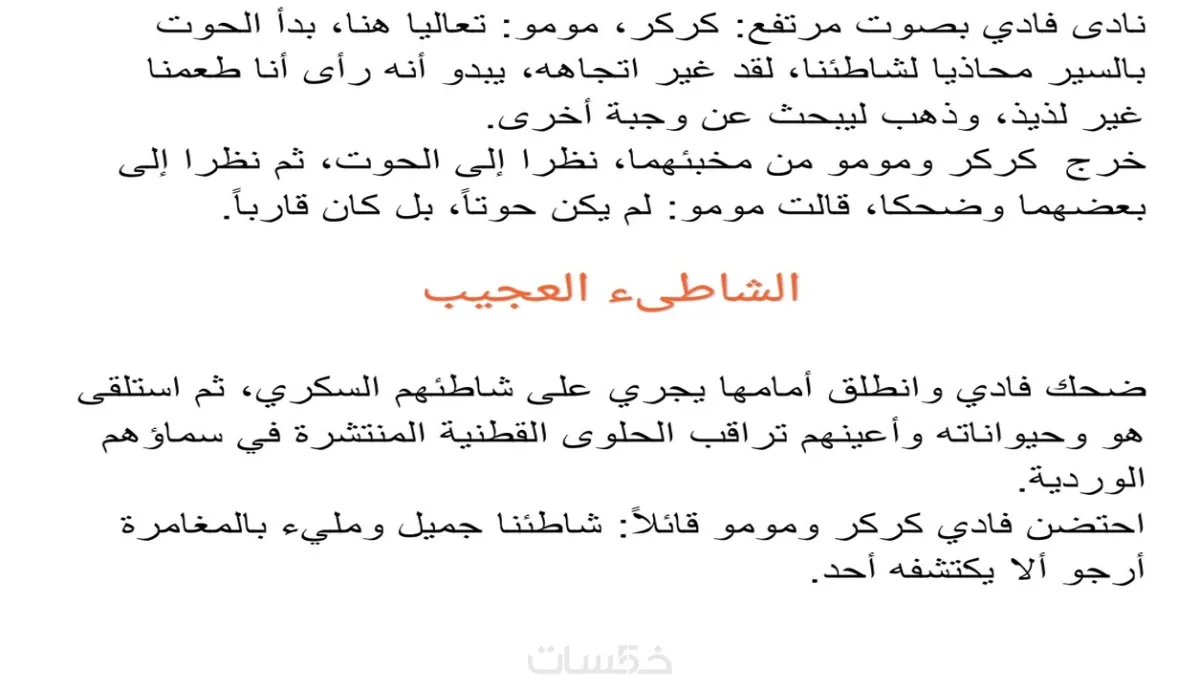 نادى فادي بصوت مرتفع: كركر، مومو: تعاليا هنا، بدأ الحوت
بالسير محاذيا لشاطئنا، لقد غير اتجاهه، يبدو أنه رأى أنا طعمنا
غير لذيذ، وذهب ليبحث عن وجبة أخرى.
خرج كركر ومومو من مخبئهما، نظرا إلى الحوت، ثم نظرا إلى
بعضهما وضحكا، قالت مومو: لم يكن حوتاً، بل كان قارباً.
الشاطىء العجيب
ضحك فادي وانطلق أمامها يجري على شاطئهم السكري، ثم استلقى
هو وحيواناته وأعينهم تراقب الحلوى القطنية المنتشرة في سماؤهم
الوردية.
احتضن فادي كركر ومومو قائلاً: شاطئنا جميل ومليء بالمغامرة
أرجو ألا يكتشفه أحد.
خمسات